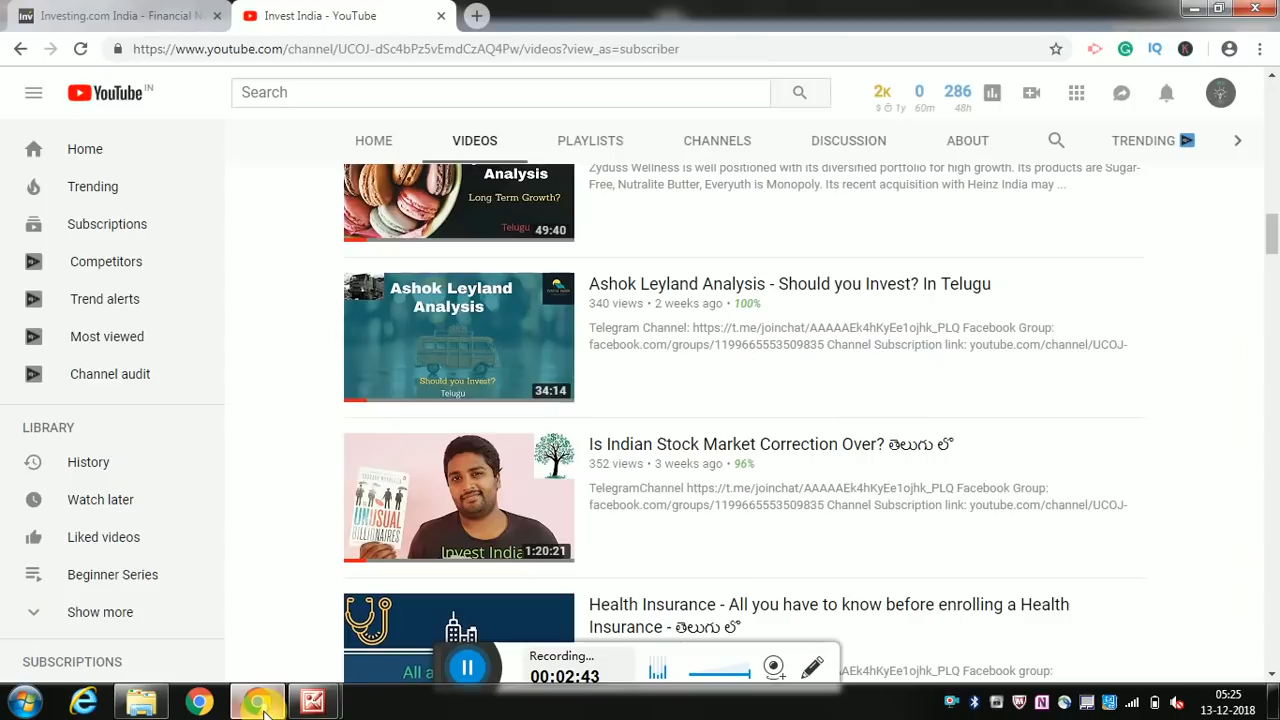 Investing.com India - Financial N
Invest India - YouTube
https://www.youtube.com/channel/UCOJ-dSc4bPz5vEmdCzAQ4Pw/videos?view_as=subscriber
YouTube IN
Search
2K 0 286
$ 1y 60m 48h
HOME VIDEOS PLAYLISTS CHANNELS DISCUSSION ABOUT TRENDING
Home
Trending
Subscriptions
Competitors
Trend alerts
Most viewed
Channel audit
LIBRARY
History
Watch later
Liked videos
Beginner Series
Show more
SUBSCRIPTIONS
Analysis
Long Term Growth?
Telugu
49:40
Zyduss Wellness is well positioned with its diversified portfolio for high growth. Its products are Sugar-
Free, Nutralite Butter, Everyuth is Monopoly. Its recent acquisition with Heinz India may ...
Ashok Leyland
Analysis
Should you Invest?
Telugu
34:14
Ashok Leyland Analysis - Should you Invest? In Telugu
340 views • 2 weeks ago • 100%
Telegram Channel: https://t.me/joinchat/AAAAAEk4hKyEe1ojhk_PLQ Facebook Group:
facebook.com/groups/1199665553509835 Channel Subscription link: youtube.com/channel/UCOJ-
UNUSUAL
BILLIONAIRES
Invest India
1:20:21
Is Indian Stock Market Correction Over? తెలుగు లో
352 views • 3 weeks ago • 96%
TelegramChannel https://t.me/joinchat/AAAAAEk4hKyEe1ojhk_PLQ Facebook Group:
facebook.com/groups/1199665553509835 Channel Subscription link: youtube.com/channel/UCOJ-
All a
Health Insurance - All you have to know before enrolling a Health
Insurance - తెలుగు లో
AAAAAEk4hKyEe1ojhk_PLQ Facebook group:
Recording...
00:02:43
05:25
13-12-2018